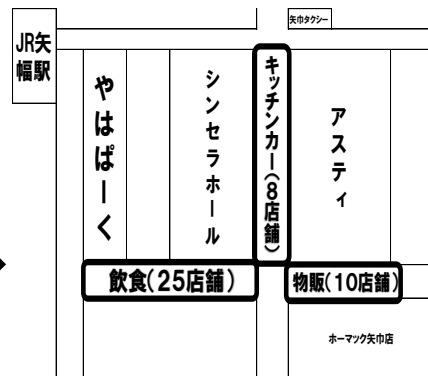 矢巾タクシー
JR矢
幅駅
やはぱーく
シンセラホール
キッチンカー(8店舗)
アスティ
飲食(25店舗)
物販(10店舗)
ホーマック矢巾店